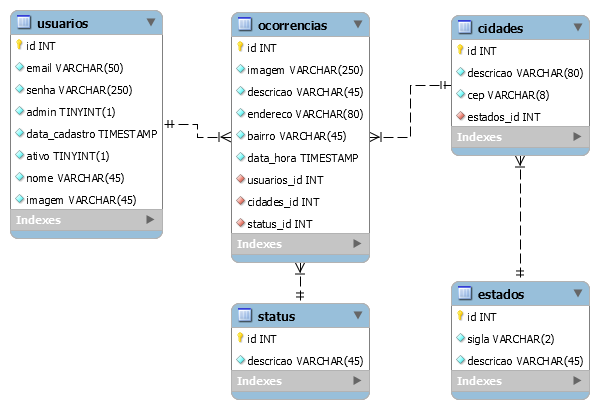 usuarios
id INT
email VARCHAR(50)
senha VARCHAR(250)
admin TINYINT(1)
data_cadastro TIMESTAMP
ativo TINYINT(1)
nome VARCHAR(45)
imagem VARCHAR(45)
Indexes
ocorrencias
id INT
imagem VARCHAR(250)
descricao VARCHAR(45)
endereco VARCHAR(80)
bairro VARCHAR(45)
data_hora TIMESTAMP
usuarios_id INT
cidades_id INT
status_id INT
Indexes
cidades
id INT
descricao VARCHAR(80)
cep VARCHAR(8)
estados_id INT
Indexes
status
id INT
descricao VARCHAR(45)
Indexes
estados
id INT
sigla VARCHAR(2)
descricao VARCHAR(45)
Indexes